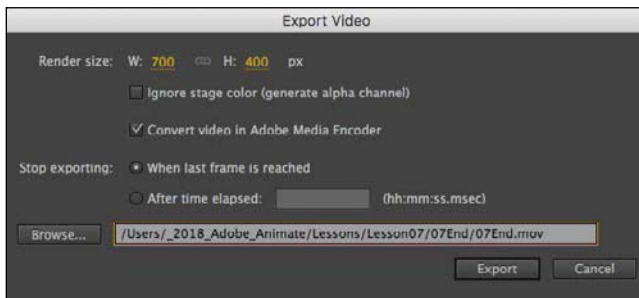 Export Video
Render size: W: 700 H: 400 px
Ignore stage color (generate alpha channel)
Convert video in Adobe Media Encoder
Stop exporting: When last frame is reached
After time elapsed: (hh:mm:ss.msec)
Browse... /Users/_2018_Adobe_Animate/Lessons/Lesson07/07End/07End.mov
Export Cancel